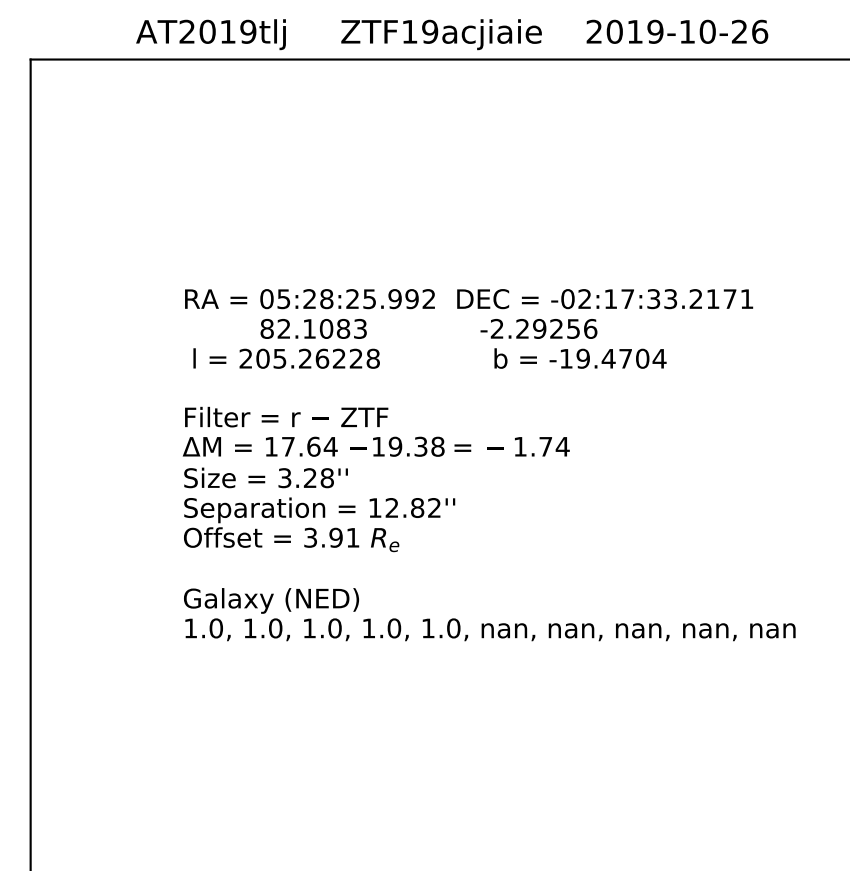 AT2019tlj ZTF19acjiaie 2019-10-26
RA = 05:28:25.992 DEC = -02:17:33.2171
82.1083 -2.29256
l = 205.26228 b = -19.4704
Filter = r − ZTF
ΔM = 17.64 −19.38 = − 1.74
Size = 3.28''
Separation = 12.82''
Offset = 3.91 Re
Galaxy (NED)
1.0, 1.0, 1.0, 1.0, 1.0, nan, nan, nan, nan, nan